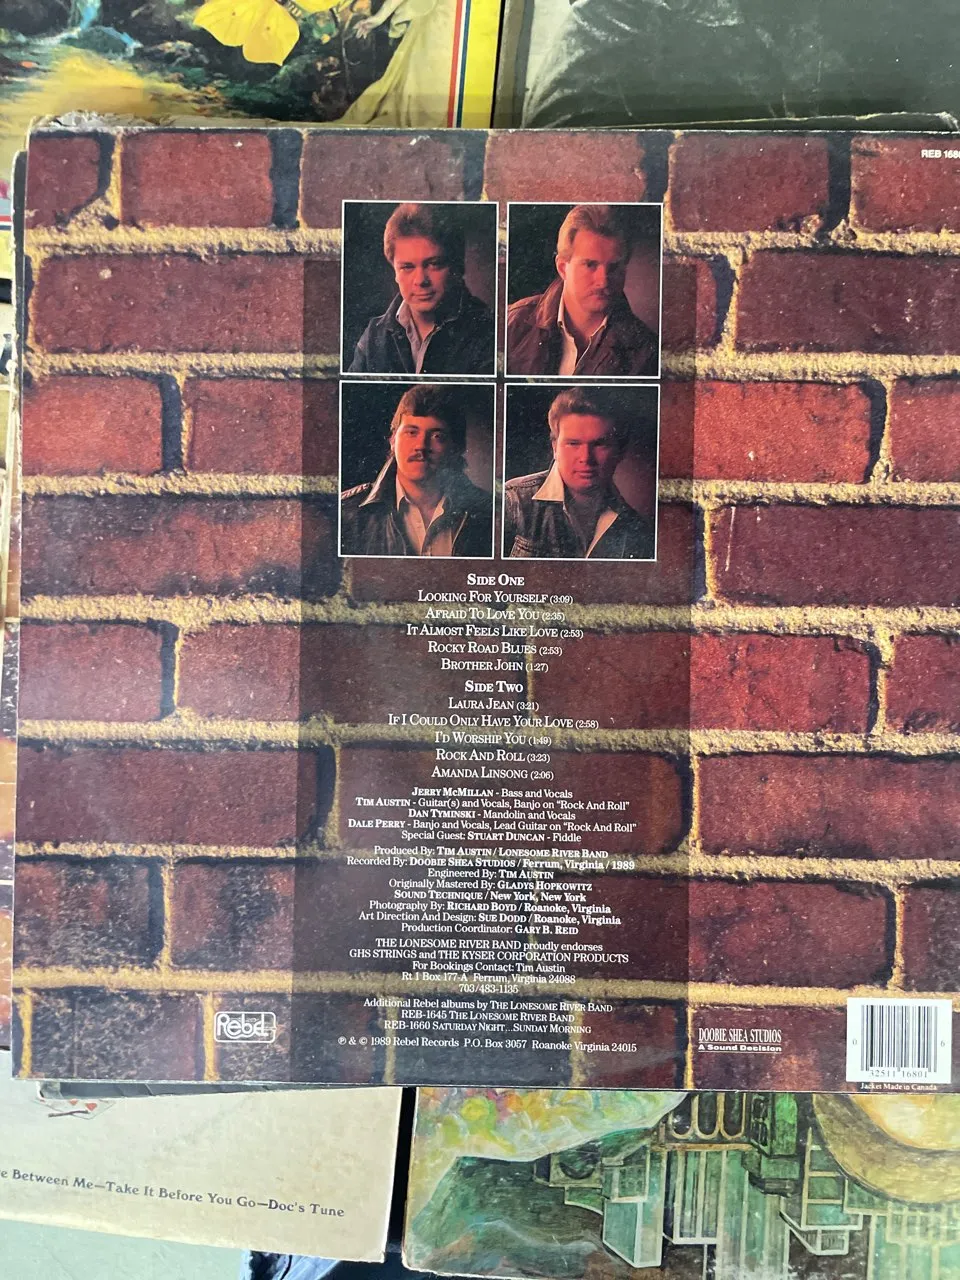 REB 168
SIDE ONE
LOOKING FOR YOURSELF (3:09)
AFRAID TO LOVE YOU (2:35)
IT ALMOST FEELS LIKE LOVE (2:53)
ROCKY ROAD BLUES (2:53)
BROTHER JOHN (1:27)
SIDE TWO
LAURA JEAN (3:21)
IF I COULD ONLY HAVE YOUR LOVE (2:58)
I'D WORSHIP YOU (1:49)
ROCK AND ROLL (3:23)
AMANDA LINSONG (2:06)
JERRY MCMILLAN - Bass and Vocals
TIM AUSTIN - Guitar(s) and Vocals, Banjo on "Rock And Roll"
DAN TYMINSKI - Mandolin and Vocals
DALE PERRY - Banjo and Vocals, Lead Guitar on "Rock And Roll"
Special Guest: STUART DUNCAN - Fiddle
Produced By: TIM AUSTIN / LONESOME RIVER BAND
Recorded By: DOOBIE SHEA STUDIOS / Ferrum, Virginia / 1989
Engineered By: TIM AUSTIN
Originally Mastered By: GLADYS HOPKOWITZ
SOUND TECHNIQUE / New York, New York
Photography By: RICHARD BOYD / Roanoke, Virginia
Art Direction And Design: SUE DODD / Roanoke, Virginia
Production Coordinator: GARY B. REID
THE LONESOME RIVER BAND proudly endorses
GHS STRINGS and THE KYSER CORPORATION PRODUCTS
For Bookings Contact: Tim Austin
Rt 1 Box 177-A Ferrum, Virginia 24088
703/483-1135
Additional Rebel albums by THE LONESOME RIVER BAND
REB-1645 THE LONESOME RIVER BAND
REB-1660 SATURDAY NIGHT...SUNDAY MORNING
℗ & © 1989 Rebel Records P.O. Box 3057 Roanoke Virginia 24015
Rebel
DOOBIE SHEA STUDIOS
A Sound Decision
0 32511 16801 6
Jacket Made in Canada
e Between Me—Take It Before You Go—Doc's Tune